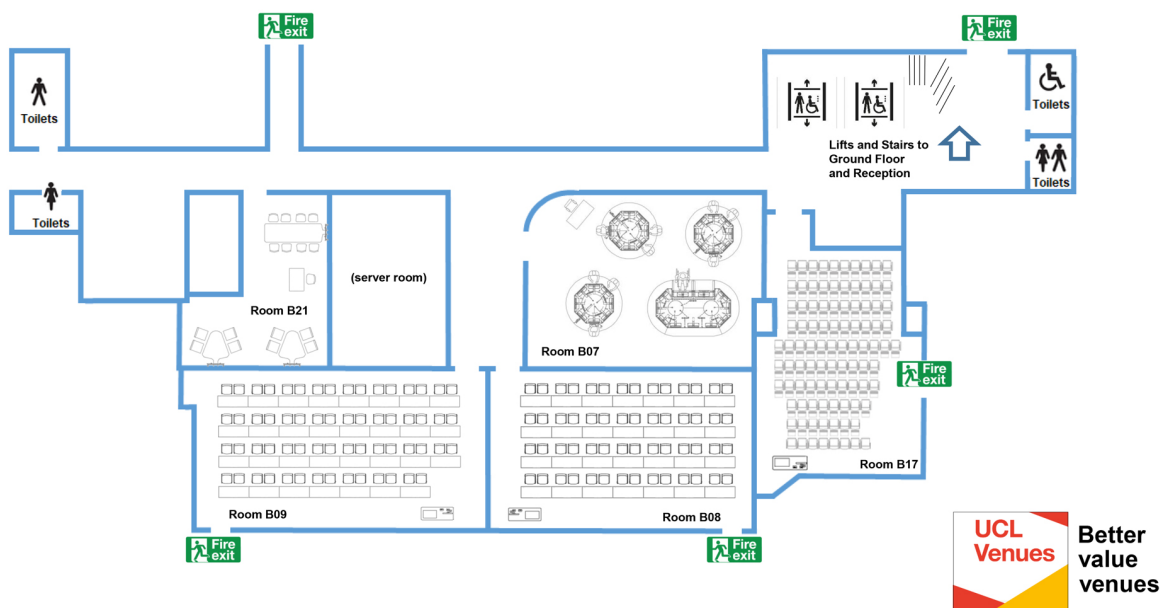 Fire
exit
Fire
exit
Toilets
Toilets
Lifts and Stairs to
Ground Floor
and Reception
Toilets
Toilets
(server room)
Room B21
Room B07
Fire
exit
Room B17
Room B09
Room B08
Fire
exit
Fire
exit
UCL
Venues
Better
value
venues